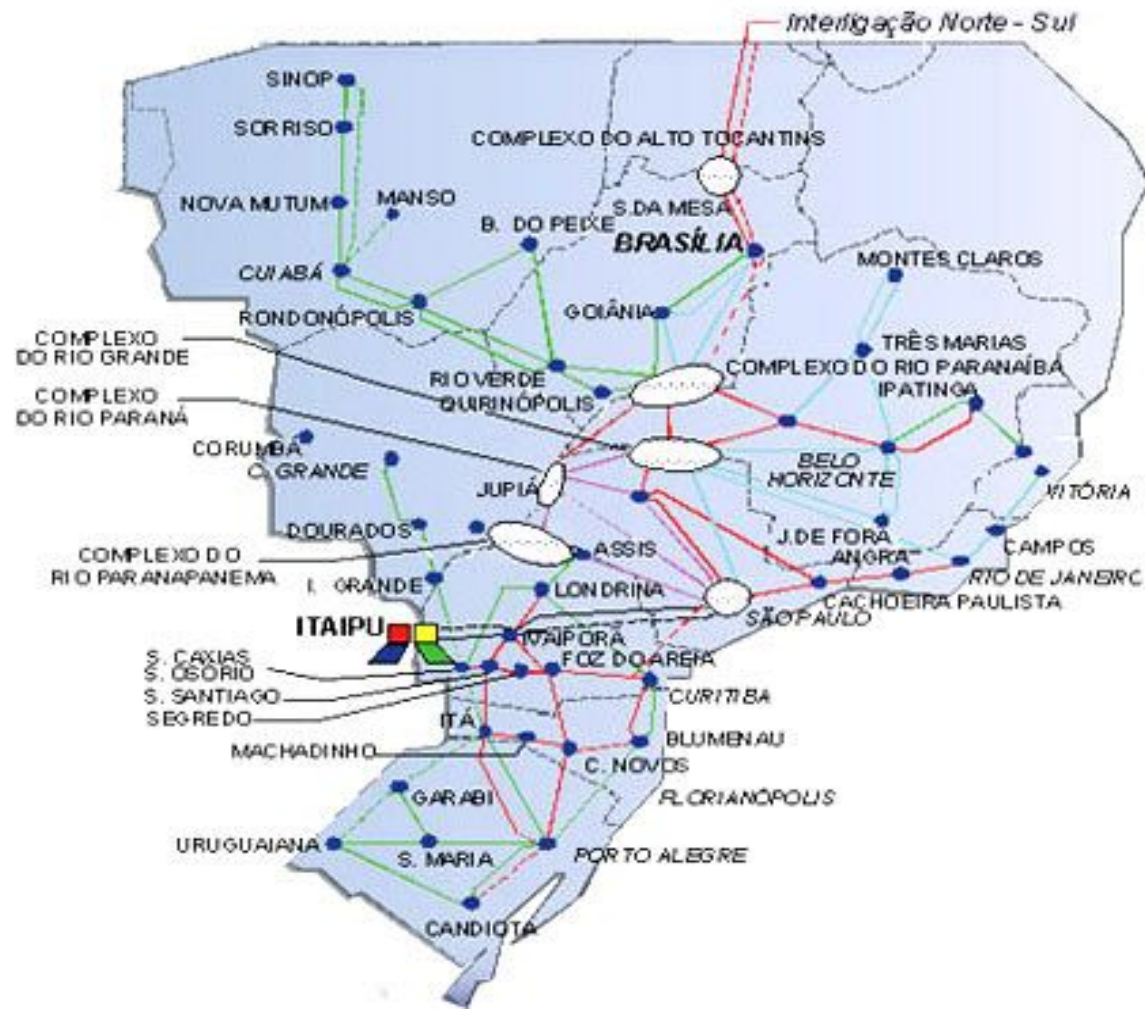 Interligação Norte - Sul
SINOP
SORRISO
COMPLEXO DO ALTO TOCANTINS
NOVA MUTUM
MANSO
S.DA MESA
B. DO PEIXE
BRASÍLIA
CUIABÁ
MONTES CLAROS
RONDONÓPOLIS
GOIÂNIA
COMPLEXO
DO RIO GRANDE
TRÊS MARIAS
COMPLEXO DO RIO PARANAÍBA
RIO VERDE
IPATINGA
COMPLEXO
DO RIO PARANÁ
QUIRINÓPOLIS
CORUMBÁ
C. GRANDE
BELO
HORIZONTE
JUPIÁ
VITÓRIA
DOURADOS
J.DE FORA
CAMPOS
COMPLEXO DO
RIO PARANAPANEMA
ASSIS
ANGRA
RIO DE JANEIRO
I. GRANDE
LONDRINA
CACHOEIRA PAULISTA
SÃO PAULO
ITAIPU
IVAIPORA
S. CAXIAS
FOZ DO AREIA
S. OSÓRIO
S. SANTIAGO
CURITIBA
SEGREDO
ITÁ
MACHADINHO
BLUMENAU
C. NOVOS
GARABI
FLORIANÓPOLIS
URUGUAIANA
S. MARIA
PORTO ALEGRE
CANDIOTA